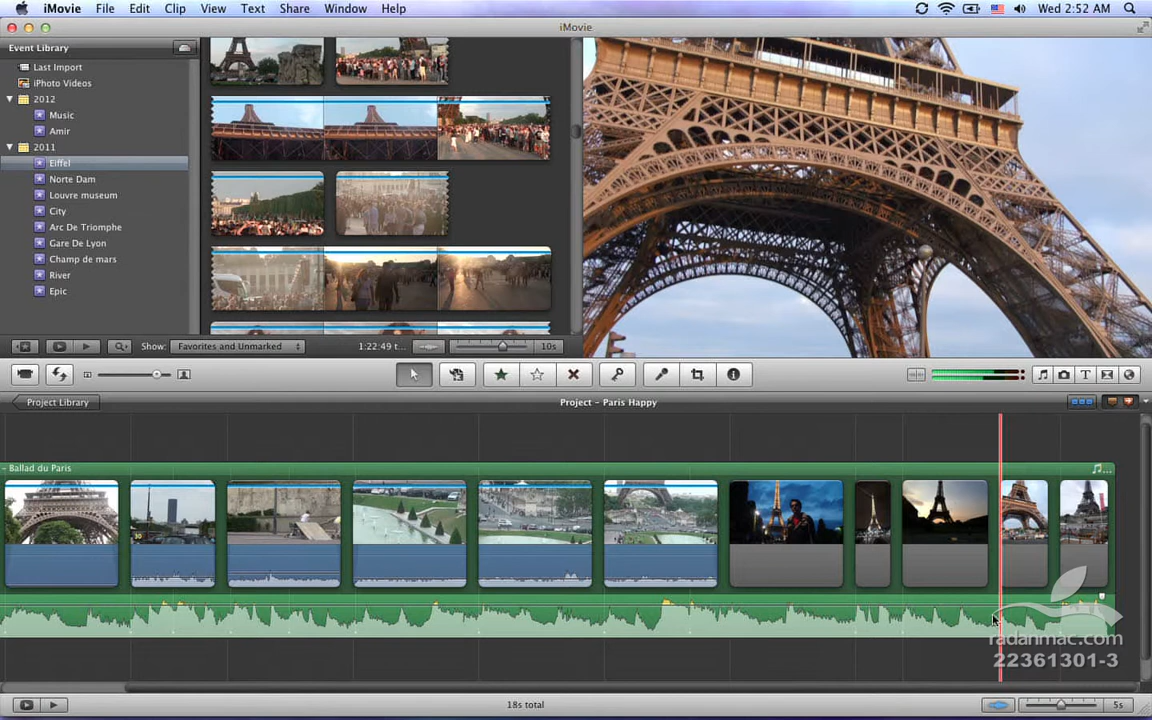 iMovie File Edit Clip View Text Share Window Help Wed 2:52 AM
iMovie
Event Library
Last Import
iPhoto Videos
2012
Music
Amir
2011
Eiffel
Norte Dam
Louvre museum
City
Arc De Triomphe
Gare De Lyon
Champ de mars
River
Epic
Show: Favorites and Unmarked 1:22:49 t... 10s
Project Library Project - Paris Happy
- Ballad du Paris
radanmac.com
22361301-3
18s total 5s